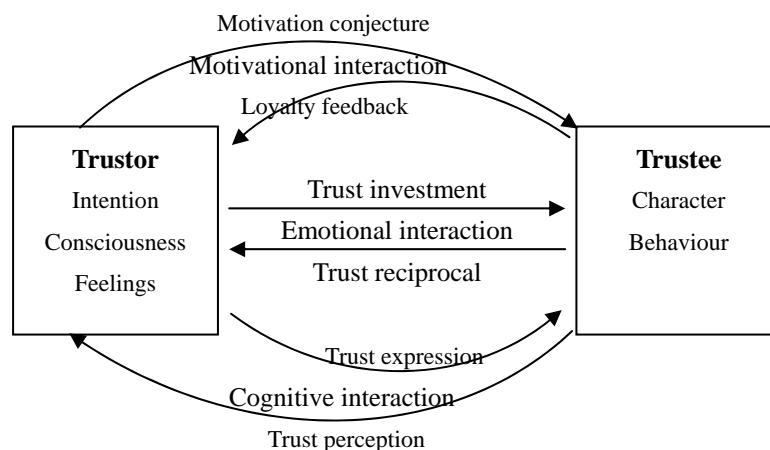 Motivation conjecture
Motivational interaction
Loyalty feedback
Trustor
Intention
Consciousness
Feelings
Trust investment
Emotional interaction
Trust reciprocal
Trustee
Character
Behaviour
Trust expression
Cognitive interaction
Trust perception